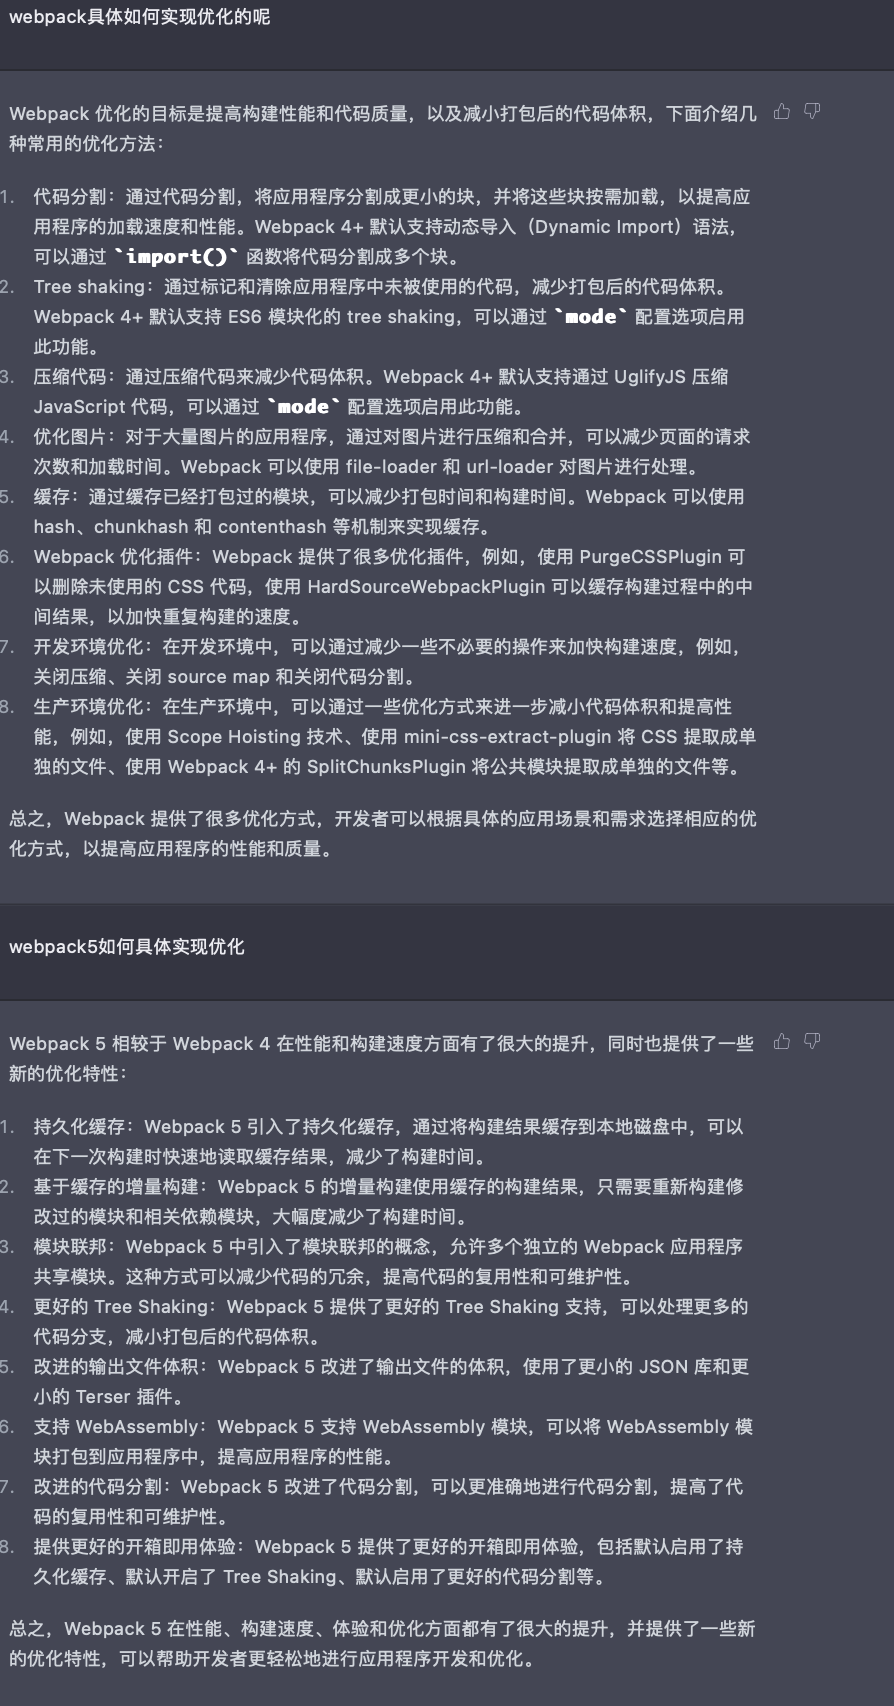 webpack具体如何实现优化的呢
Webpack 优化的目标是提高构建性能和代码质量，以及减小打包后的代码体积，下面介绍几
种常用的优化方法：
1. 代码分割：通过代码分割，将应用程序分割成更小的块，并将这些块按需加载，以提高应
用程序的加载速度和性能。Webpack 4+ 默认支持动态导入（Dynamic Import）语法，
可以通过 `import()` 函数将代码分割成多个块。
2. Tree shaking：通过标记和清除应用程序中未被使用的代码，减少打包后的代码体积。
Webpack 4+ 默认支持 ES6 模块化的 tree shaking，可以通过 `mode` 配置选项启用
此功能。
3. 压缩代码：通过压缩代码来减少代码体积。Webpack 4+ 默认支持通过 UglifyJS 压缩
JavaScript 代码，可以通过 `mode` 配置选项启用此功能。
4. 优化图片：对于大量图片的应用程序，通过对图片进行压缩和合并，可以减少页面的请求
次数和加载时间。Webpack 可以使用 file-loader 和 url-loader 对图片进行处理。
5. 缓存：通过缓存已经打包过的模块，可以减少打包时间和构建时间。Webpack 可以使用
hash、chunkhash 和 contenthash 等机制来实现缓存。
6. Webpack 优化插件：Webpack 提供了很多优化插件，例如，使用 PurgeCSSPlugin 可
以删除未使用的 CSS 代码，使用 HardSourceWebpackPlugin 可以缓存构建过程中的中
间结果，以加快重复构建的速度。
7. 开发环境优化：在开发环境中，可以通过减少一些不必要的操作来加快构建速度，例如，
关闭压缩、关闭 source map 和关闭代码分割。
8. 生产环境优化：在生产环境中，可以通过一些优化方式来进一步减小代码体积和提高性
能，例如，使用 Scope Hoisting 技术、使用 mini-css-extract-plugin 将 CSS 提取成单
独的文件、使用 Webpack 4+ 的 SplitChunksPlugin 将公共模块提取成单独的文件等。
总之，Webpack 提供了很多优化方式，开发者可以根据具体的应用场景和需求选择相应的优
化方式，以提高应用程序的性能和质量。
webpack5如何具体实现优化
Webpack 5 相较于 Webpack 4 在性能和构建速度方面有了很大的提升，同时也提供了一些
新的优化特性：
1. 持久化缓存：Webpack 5 引入了持久化缓存，通过将构建结果缓存到本地磁盘中，可以
在下一次构建时快速地读取缓存结果，减少了构建时间。
2. 基于缓存的增量构建：Webpack 5 的增量构建使用缓存的构建结果，只需要重新构建修
改过的模块和相关依赖模块，大幅度减少了构建时间。
3. 模块联邦：Webpack 5 中引入了模块联邦的概念，允许多个独立的 Webpack 应用程序
共享模块。这种方式可以减少代码的冗余，提高代码的复用性和可维护性。
4. 更好的 Tree Shaking：Webpack 5 提供了更好的 Tree Shaking 支持，可以处理更多的
代码分支，减小打包后的代码体积。
5. 改进的输出文件体积：Webpack 5 改进了输出文件的体积，使用了更小的 JSON 库和更
小的 Terser 插件。
6. 支持 WebAssembly：Webpack 5 支持 WebAssembly 模块，可以将 WebAssembly 模
块打包到应用程序中，提高应用程序的性能。
7. 改进的代码分割：Webpack 5 改进了代码分割，可以更准确地进行代码分割，提高了代
码的复用性和可维护性。
8. 提供更好的开箱即用体验：Webpack 5 提供了更好的开箱即用体验，包括默认启用了持
久化缓存、默认开启了 Tree Shaking、默认启用了更好的代码分割等。
总之，Webpack 5 在性能、构建速度、体验和优化方面都有了很大的提升，并提供了一些新
的优化特性，可以帮助开发者更轻松地进行应用程序开发和优化。